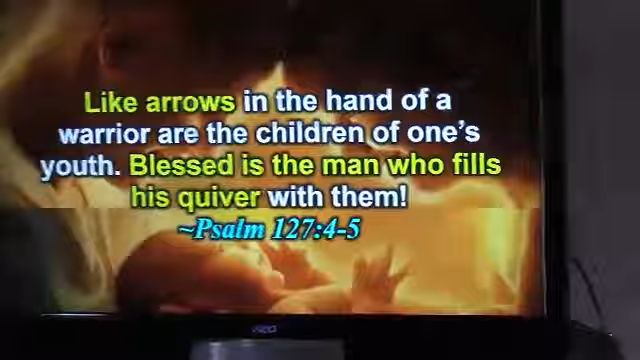 Like arrows in the hand of a
warrior are the children of one's
youth. Blessed is the man who fills
his quiver with them!
~Psalm 127:4-5